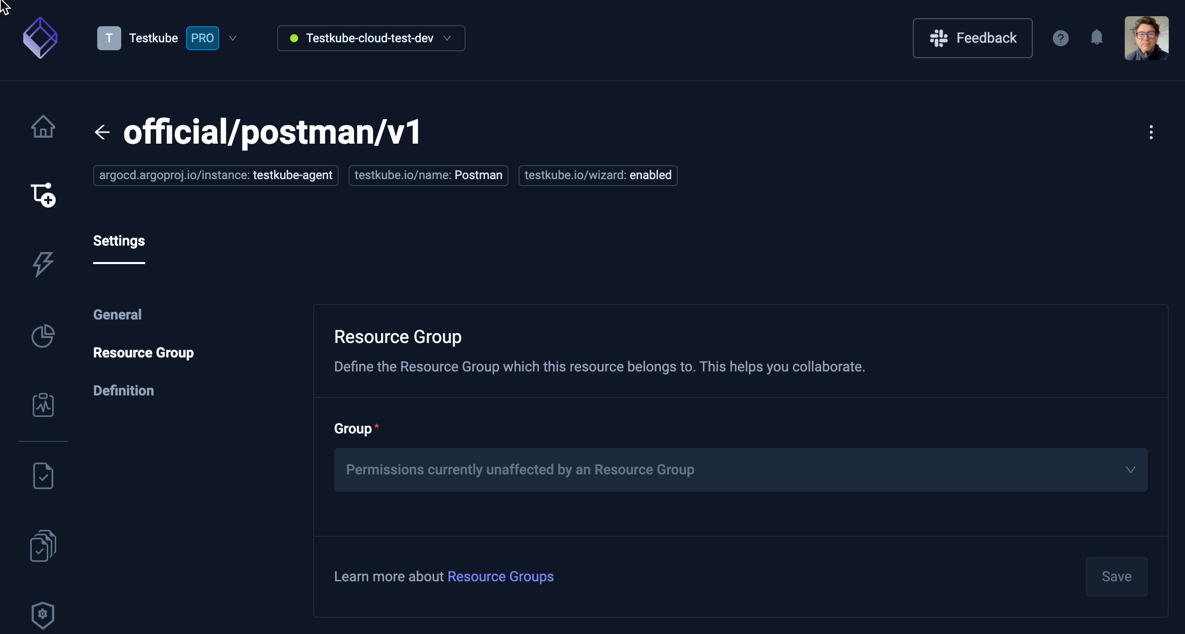 T Testkube PRO Testkube-cloud-test-dev Feedback ?
official/postman/v1
argocd.argoproj.io/instance: testkube-agent testkube.io/name: Postman testkube.io/wizard: enabled
Settings
General
Resource Group
Definition
Resource Group
Define the Resource Group which this resource belongs to. This helps you collaborate.
Group *
Permissions currently unaffected by an Resource Group
Learn more about Resource Groups
Save